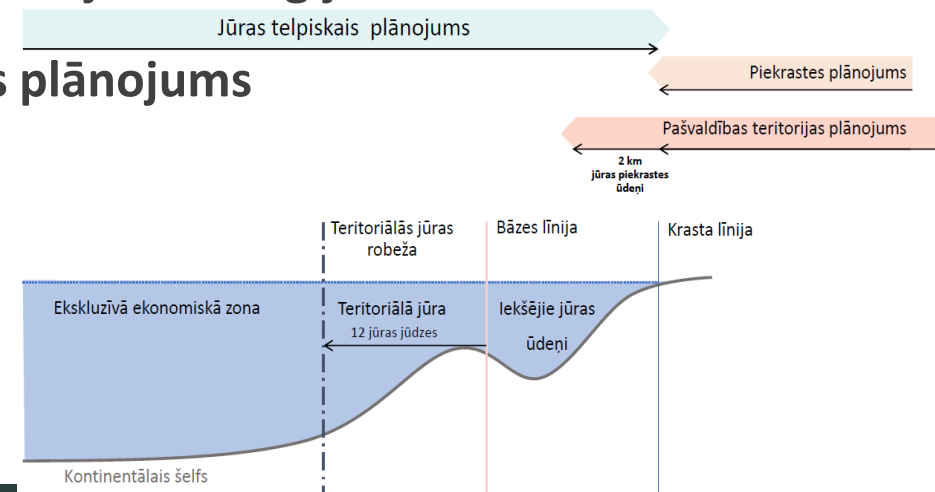 Jūras telpiskais plānojums
s plānojums
Piekrastes plānojums
Pašvaldības teritorijas plānojums
2 km
jūras piekrastes
ūdeņi
Teritoriālās jūras
robeža
Bāzes līnija
Krasta līnija
Ekskluzīvā ekonomiskā zona
Teritoriālā jūra
12 jūras jūdzes
Iekšējie jūras
ūdeņi
Kontinentālais šelfs